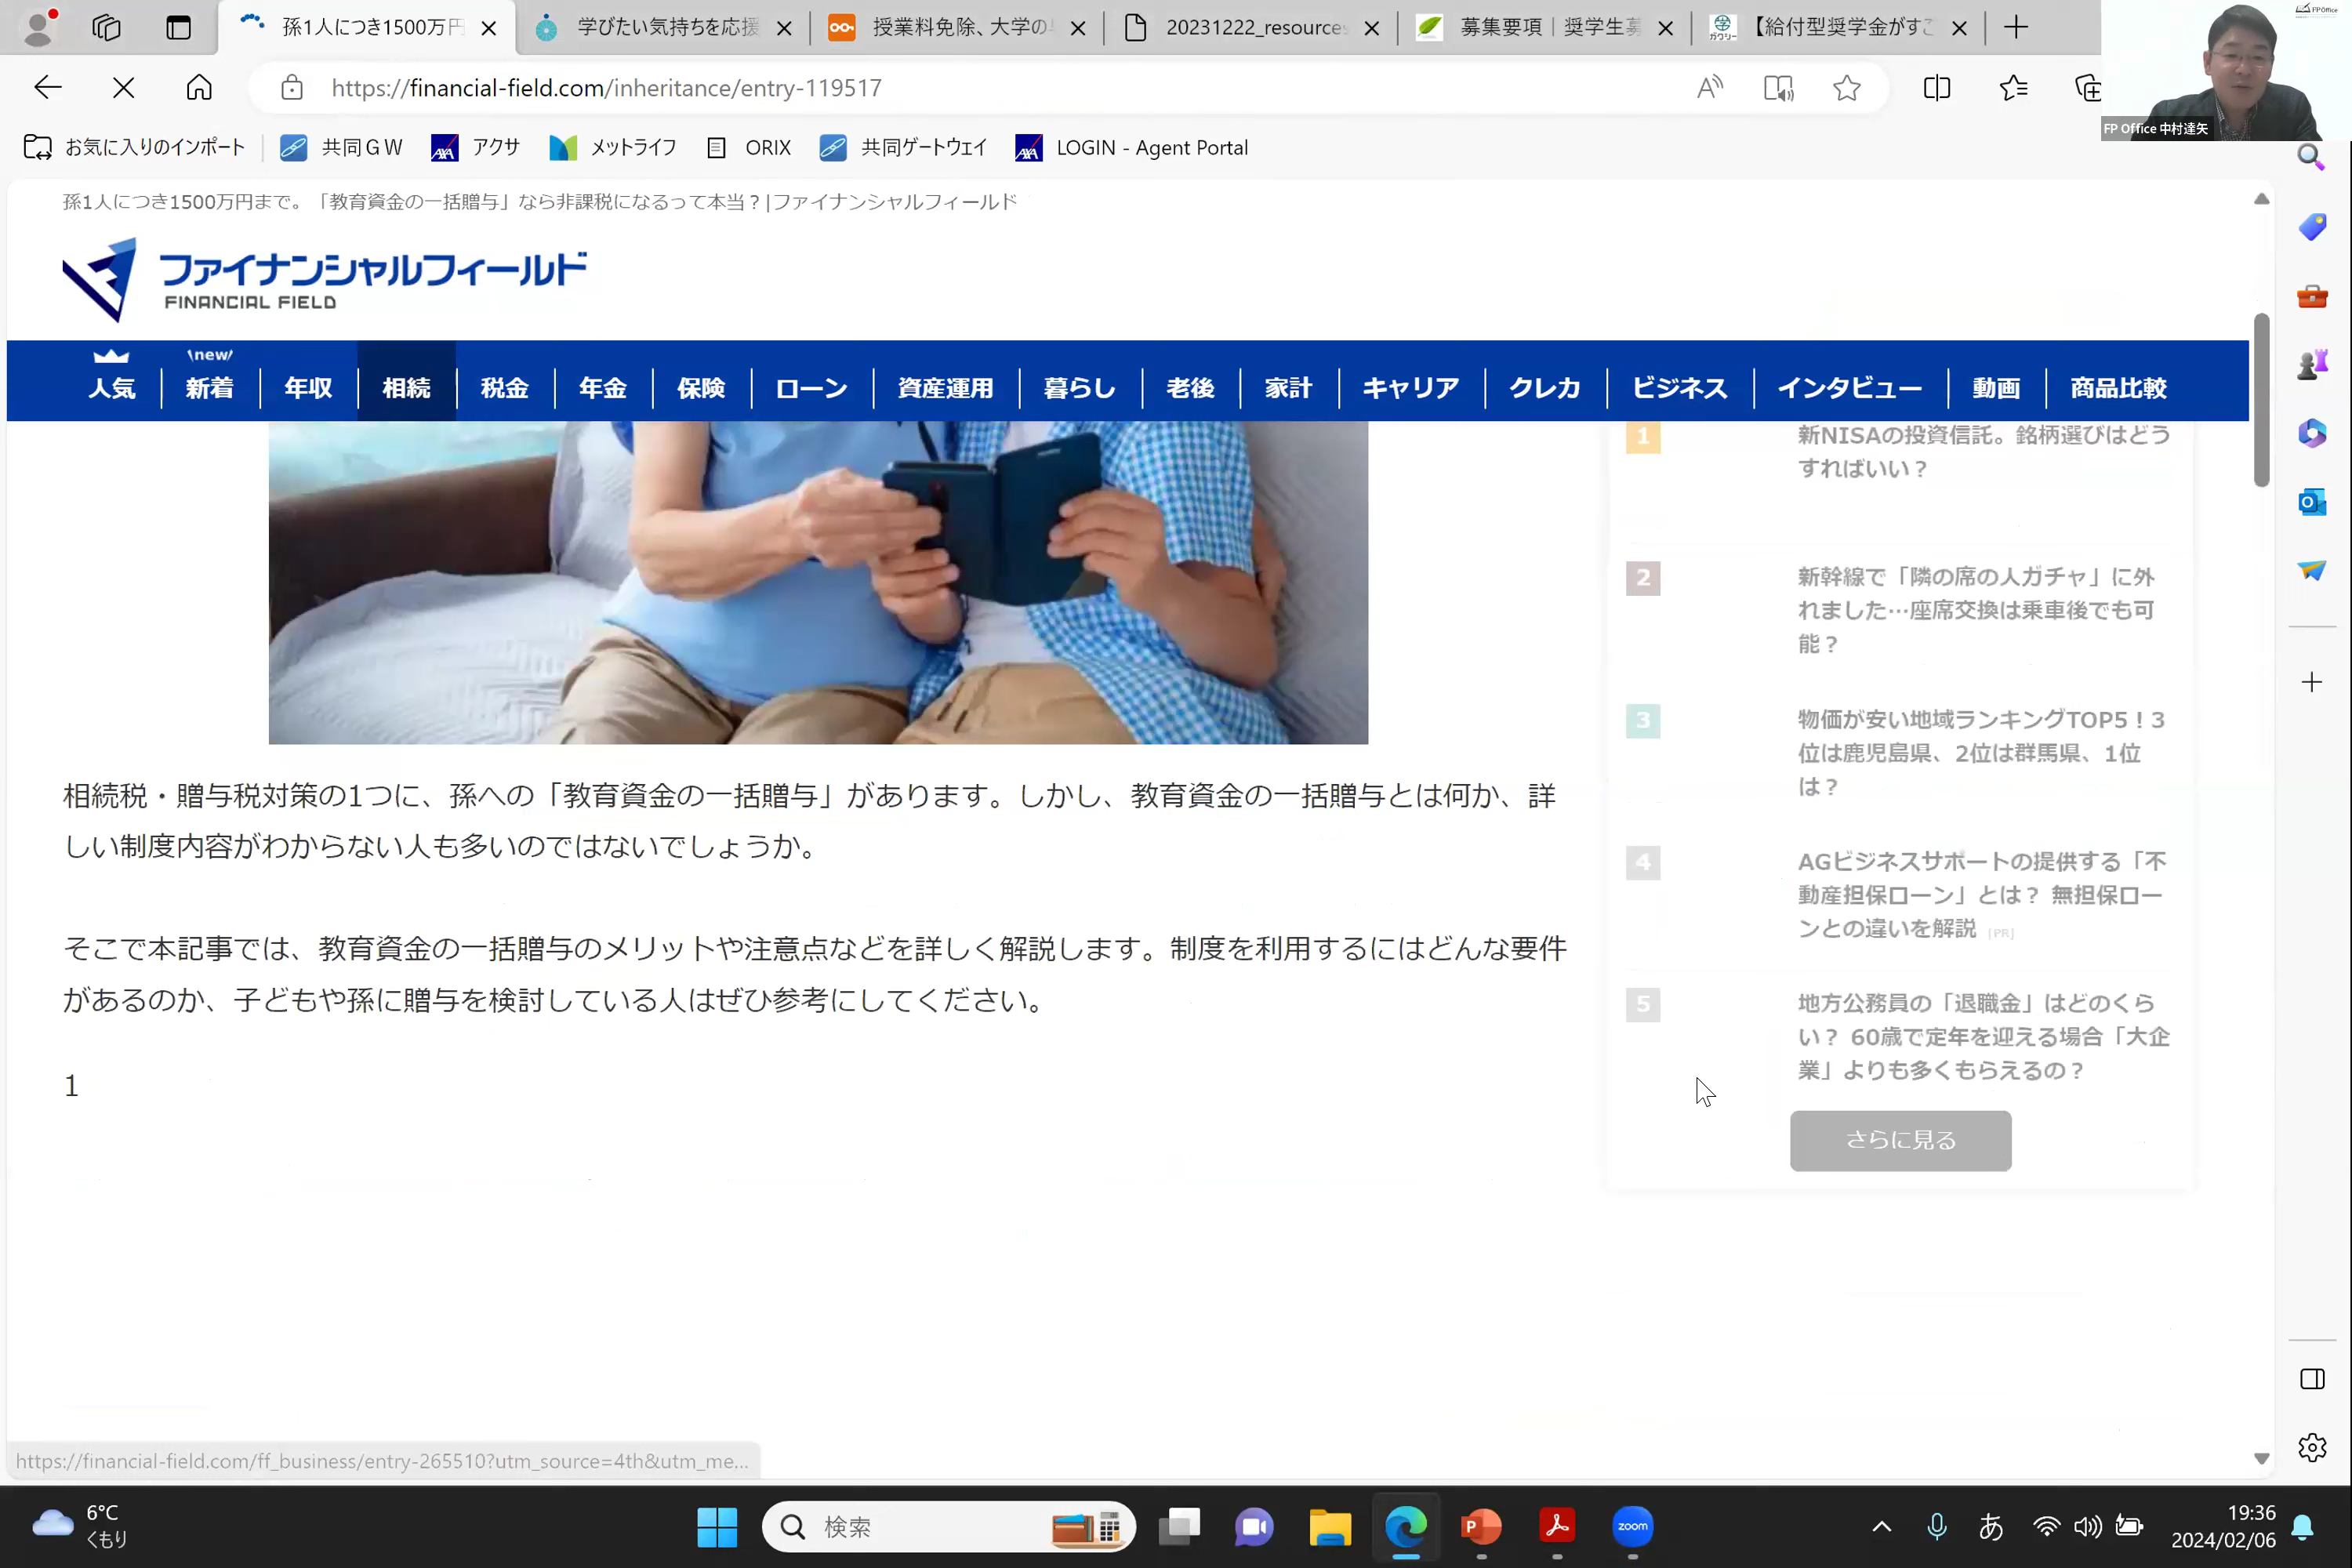 孫1人につき1500万円
学びたい気持ちを応援
授業料免除、大学の
20231222_resources
募集要項｜奨学生募
【給付型奨学金がすご
FP Office 中村達矢
https://financial-field.com/inheritance/entry-119517
お気に入りのインポート
共同ＧＷ
アクサ
メットライフ
ORIX
共同ゲートウェイ
LOGIN - Agent Portal
孫1人につき1500万円まで。「教育資金の一括贈与」なら非課税になるって本当？|ファイナンシャルフィールド
ファイナンシャルフィールド
FINANCIAL FIELD
\new/
人気 新着 年収 相続 税金 年金 保険 ローン 資産運用 暮らし 老後 家計 キャリア クレカ ビジネス インタビュー 動画 商品比較
相続税・贈与税対策の1つに、孫への「教育資金の一括贈与」があります。しかし、教育資金の一括贈与とは何か、詳
しい制度内容がわからない人も多いのではないでしょうか。
そこで本記事では、教育資金の一括贈与のメリットや注意点などを詳しく解説します。制度を利用するにはどんな要件
があるのか、子どもや孫に贈与を検討している人はぜひ参考にしてください。
1
1
新NISAの投資信託。銘柄選びはどう
すればいい？
2
新幹線で「隣の席の人ガチャ」に外
れました…座席交換は乗車後でも可
能？
3
物価が安い地域ランキングTOP5！3
位は鹿児島県、2位は群馬県、1位
は？
4
AGビジネスサポートの提供する「不
動産担保ローン」とは？ 無担保ロー
ンとの違いを解説 [PR]
5
地方公務員の「退職金」はどのくら
い？ 60歳で定年を迎える場合「大企
業」よりも多くもらえるの？
さらに見る
https://financial-field.com/ff_business/entry-265510?utm_source=4th&utm_me...
6°C
くもり
検索
zoom
あ
19:36
2024/02/06